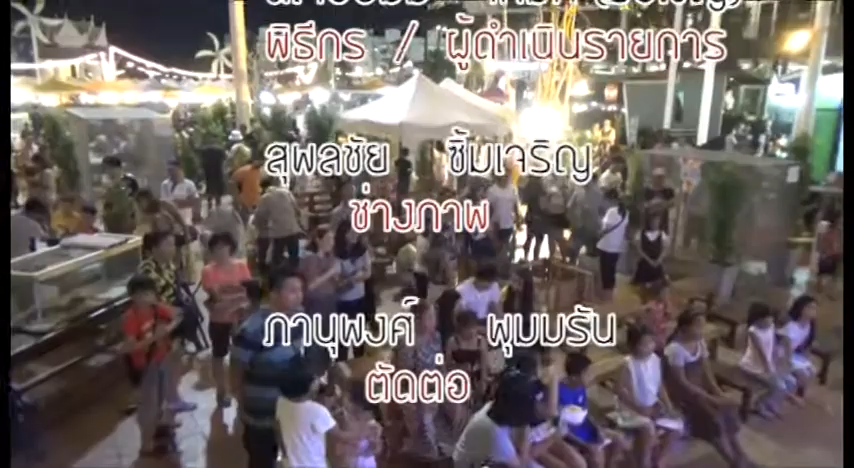 พิธีกร / ผู้ดำเนินรายการ
สุพลชัย ซิ้มเจริญ
ช่างภาพ
ภานุพงศ์ พุมมรัน
ตัดต่อ